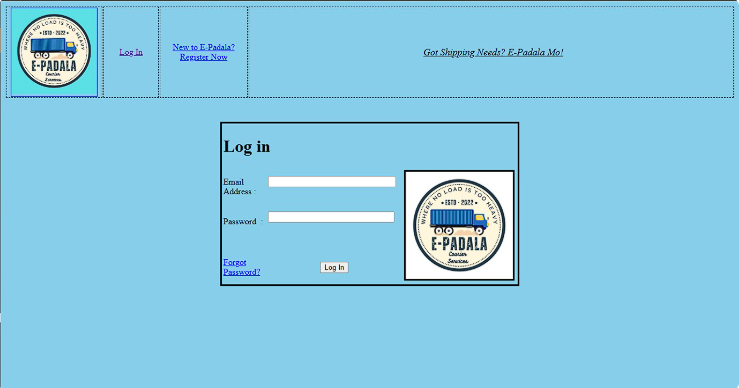 WHERE NO LOAD IS TOO HEAVY
• ESTD • 2022 •
E-PADALA
Courier
Services
Log In
New to E-Padala?
Register Now
Got Shipping Needs? E-Padala Mo!
Log in
Email
Address :
Password :
Forgot
Password?
Log In
WHERE NO LOAD IS TOO HEAVY
• ESTD • 2022 •
E-PADALA
Courier
Services